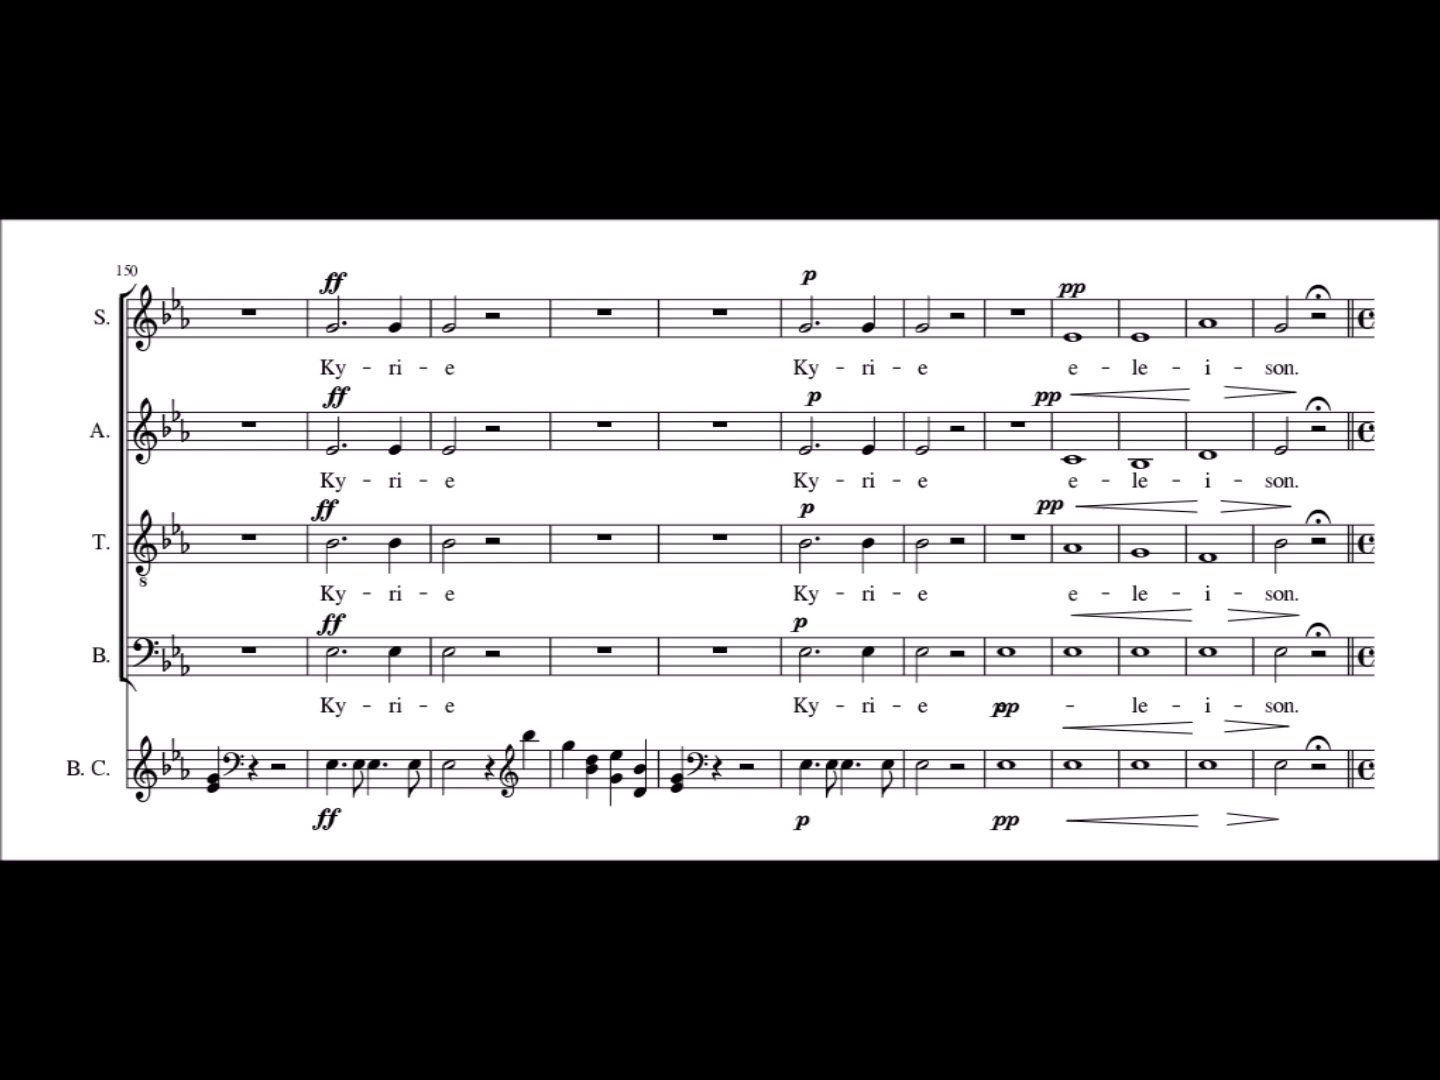 150
ff p pp
S.
Ky - ri - e Ky - ri - e e - le - i - son.
ff p pp
A.
Ky - ri - e Ky - ri - e e - le - i - son.
ff p pp
T.
8
Ky - ri - e Ky - ri - e e - le - i - son.
ff p
B.
Ky - ri - e Ky - ri - e pp - le - i - son.
B. C.
ff p pp